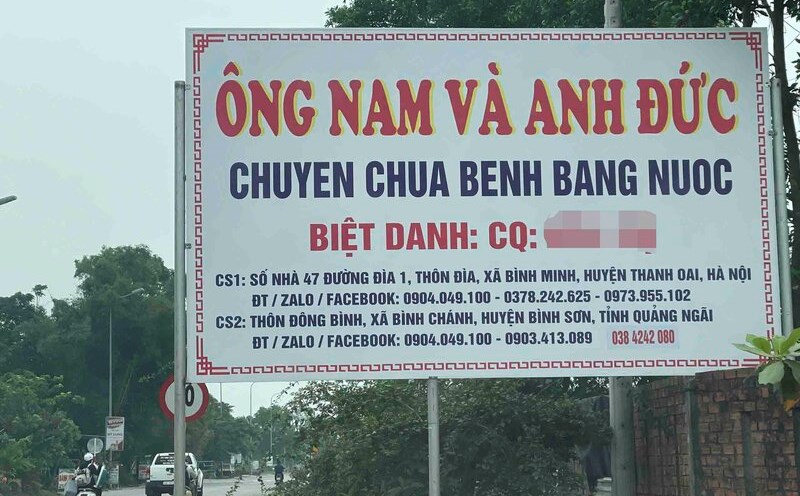 ÔNG NAM VÀ ANH ĐỨC
CHUYEN CHUA BENH BANG NUOC
BIỆT DANH: CQ:
CS1: SỐ NHÀ 47 ĐƯỜNG ĐÌA 1, THÔN ĐÌA, XÃ BÌNH MINH, HUYỆN THANH OAI, HÀ NỘI
ĐT / ZALO / FACEBOOK: 0904.049.100 - 0378.242.625 - 0973.955.102
CS2: THÔN ĐÔNG BÌNH, XÃ BÌNH CHÁNH, HUYỆN BÌNH SƠN, TỈNH QUẢNG NGÃI
ĐT / ZALO / FACEBOOK: 0904.049.100 - 0903.413.089 038 4242 080